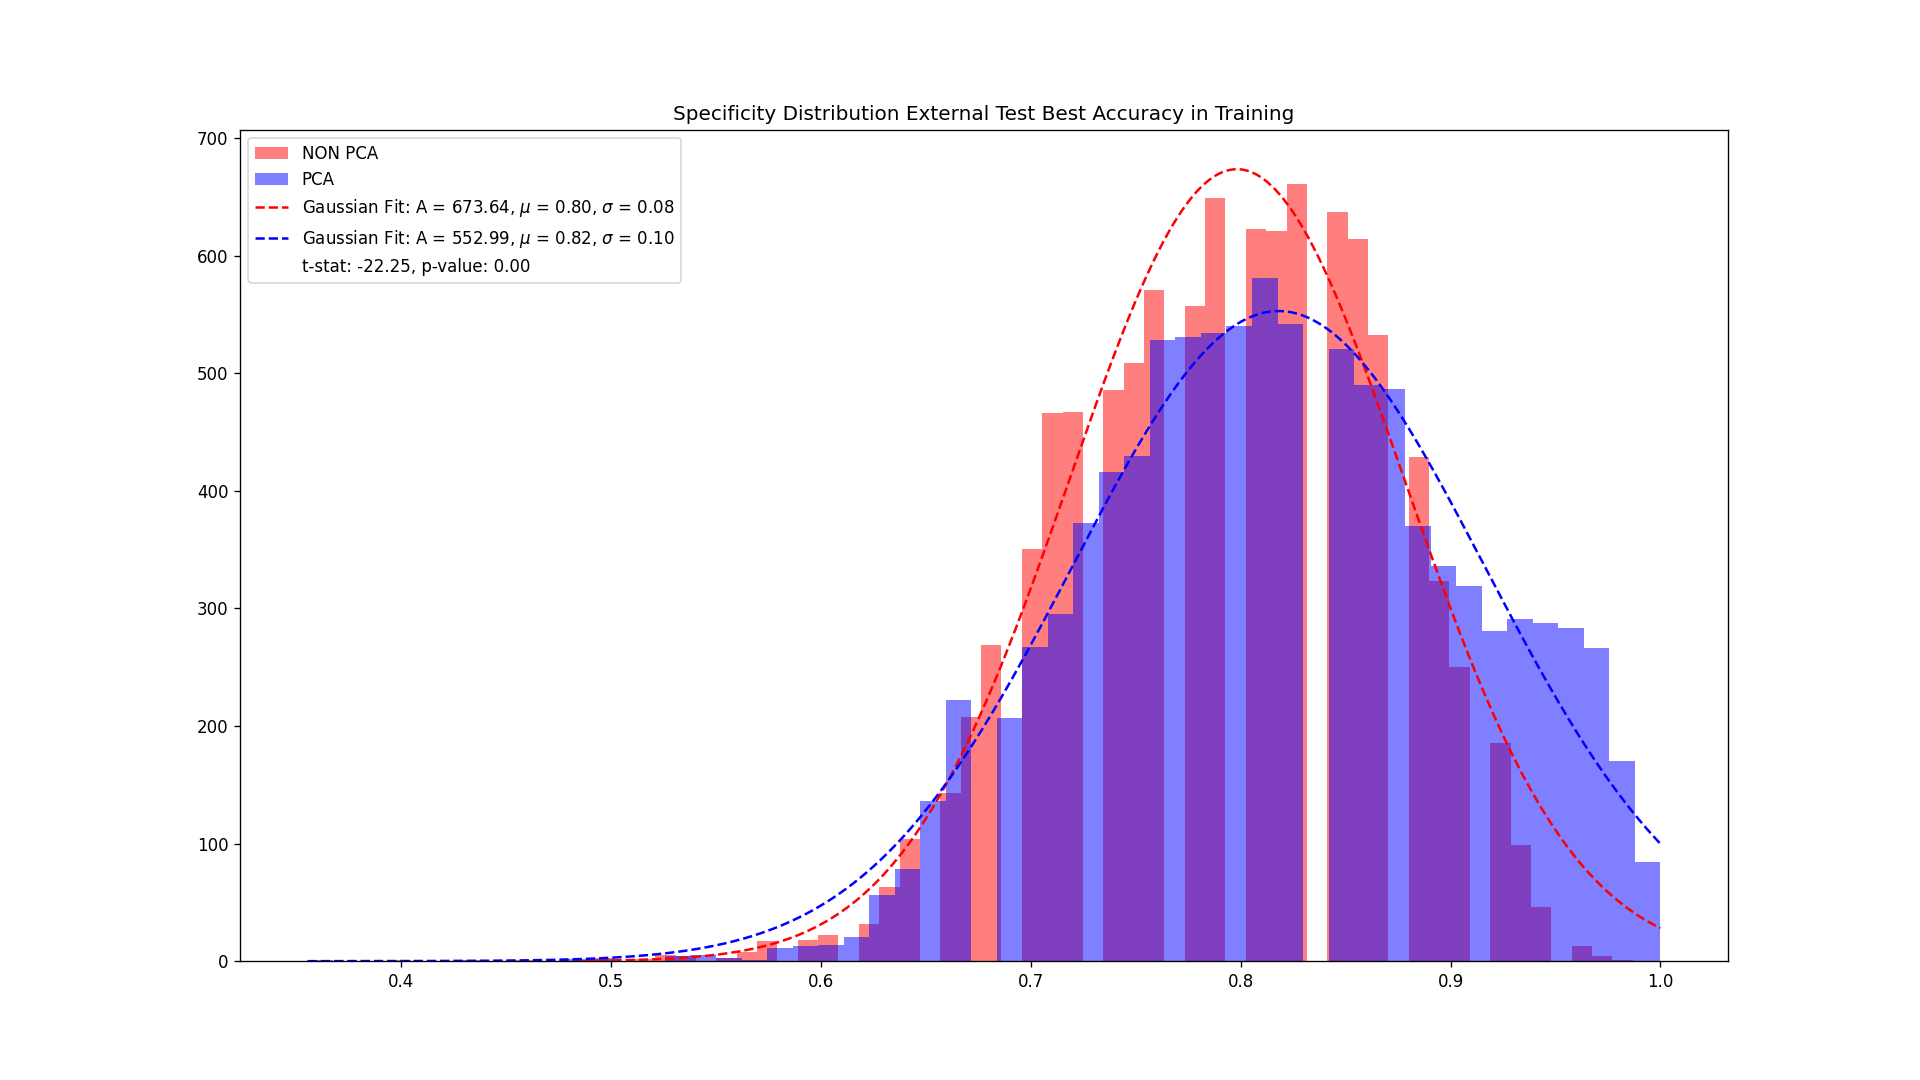 Specificity Distribution External Test Best Accuracy in Training
700
600
500
400
300
200
100
0
NON PCA
PCA
Gaussian Fit: A = 673.64, μ = 0.80, σ = 0.08
Gaussian Fit: A = 552.99, μ = 0.82, σ = 0.10
t-stat: -22.25, p-value: 0.00
0.4 0.5 0.6 0.7 0.8 0.9 1.0